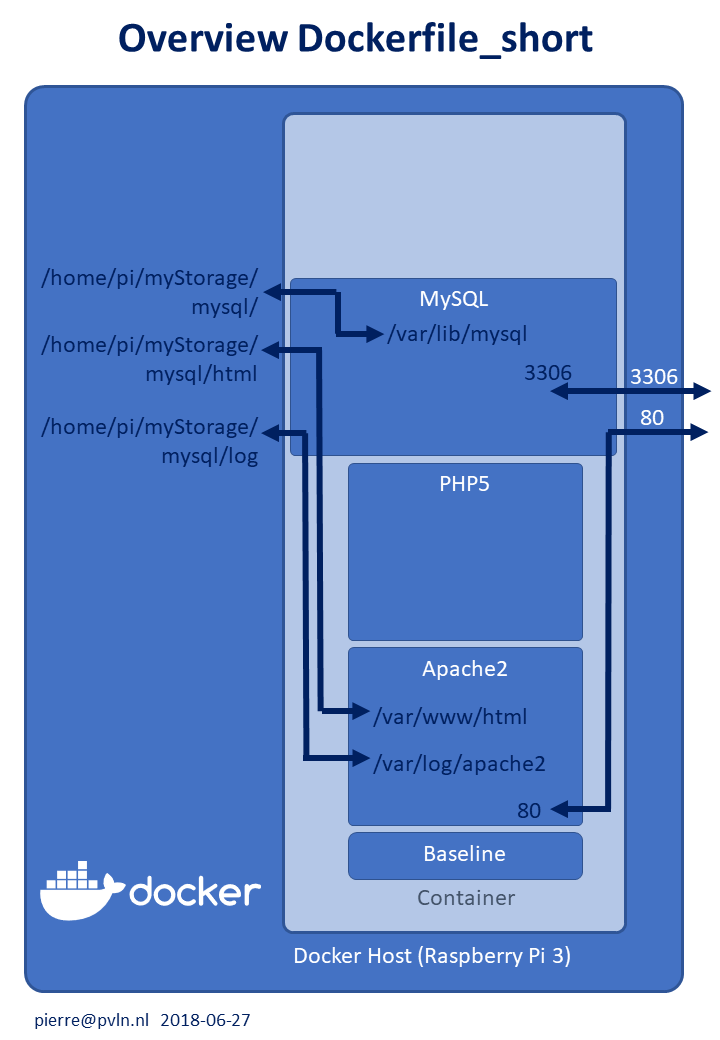 Overview Dockerfile_short
/home/pi/myStorage/
mysql/
/home/pi/myStorage/
mysql/html
/home/pi/myStorage/
mysql/log
MySQL
/var/lib/mysql
3306
3306
80
PHP5
Apache2
/var/www/html
/var/log/apache2
80
Baseline
Container
docker
Docker Host (Raspberry Pi 3)
pierre@pvln.nl 2018-06-27